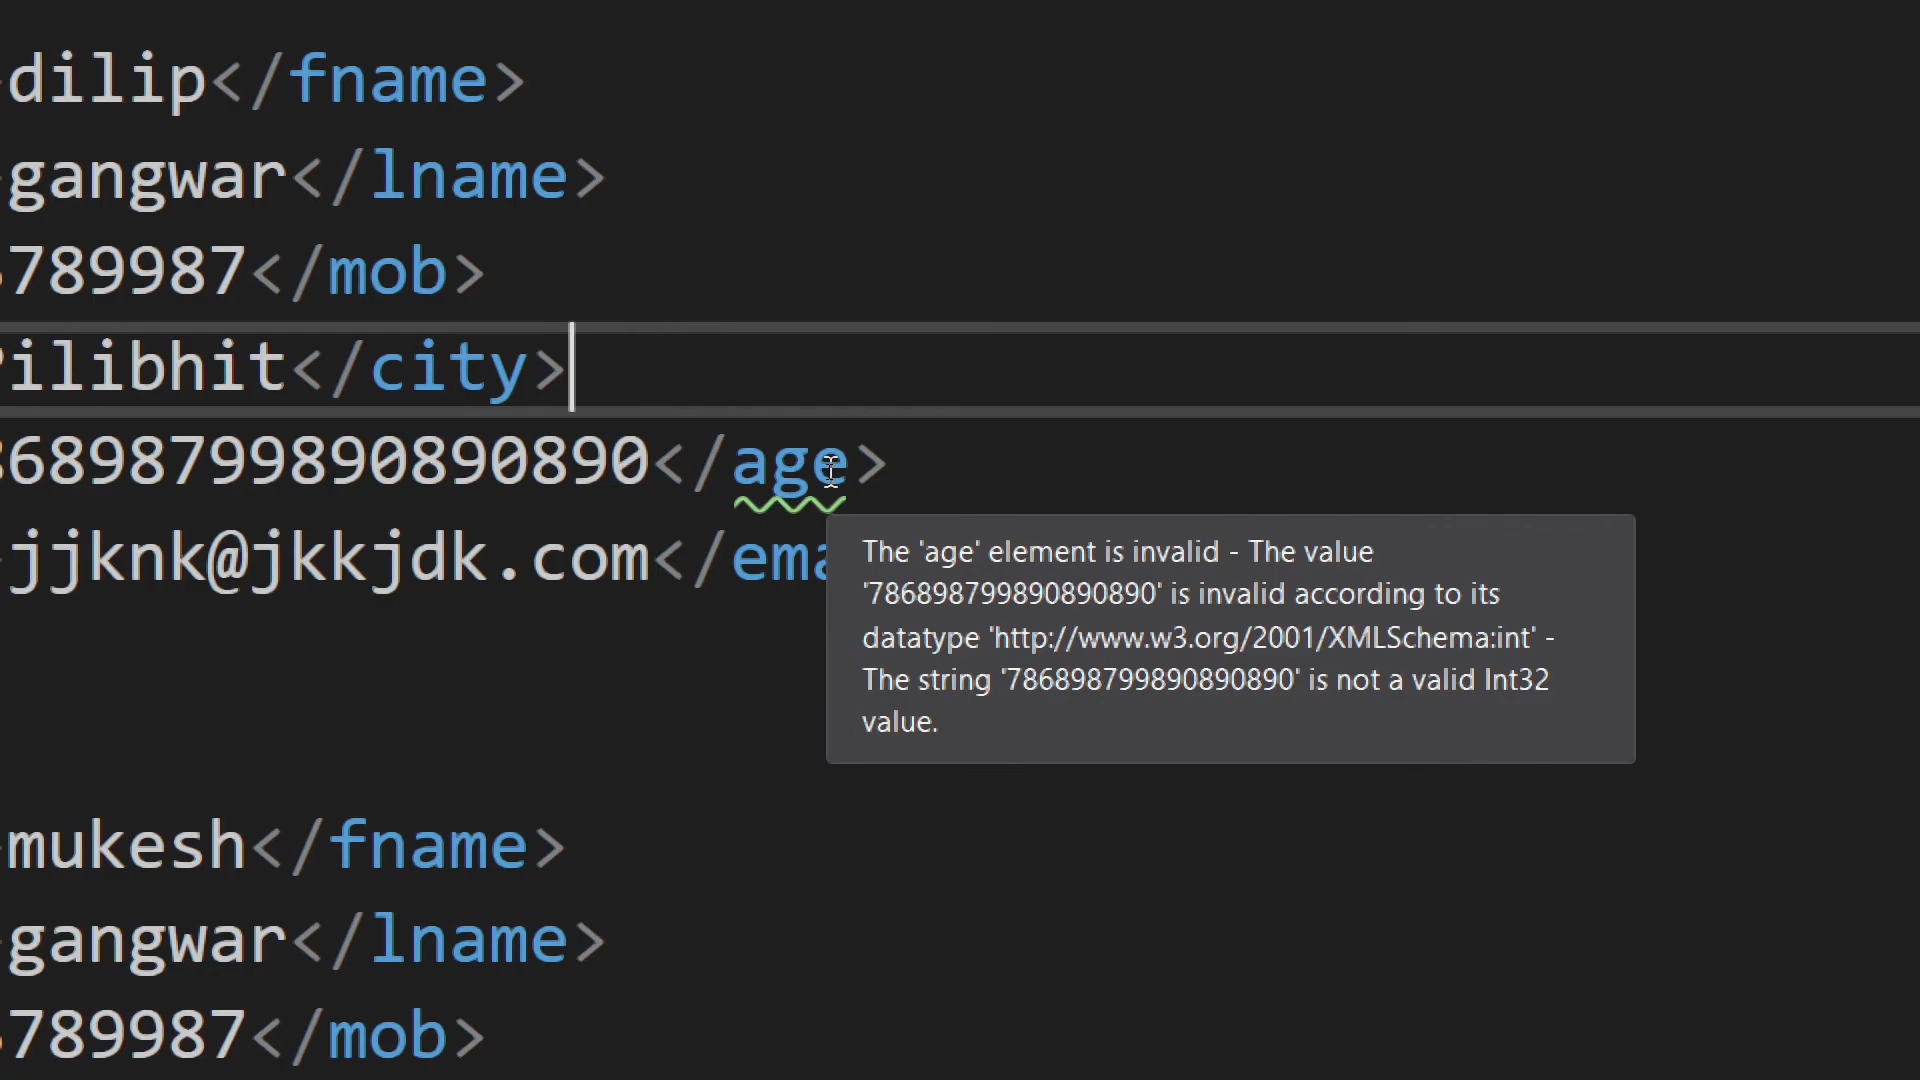 dilip</fname>
gangwar</lname>
789987</mob>
Pilibhit</city>
86898799890890890</age>
jjknk@jkkjdk.com</ema
The 'age' element is invalid - The value
'786898799890890890' is invalid according to its
datatype 'http://www.w3.org/2001/XMLSchema:int' -
The string '786898799890890890' is not a valid Int32
value.
mukesh</fname>
gangwar</lname>
789987</mob>